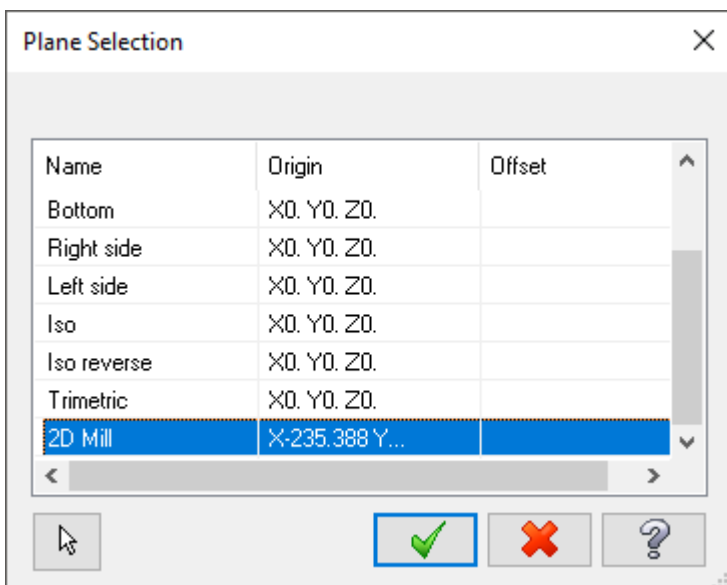 Plane Selection
Name Origin Offset
Bottom X0. Y0. Z0.
Right side X0. Y0. Z0.
Left side X0. Y0. Z0.
Iso X0. Y0. Z0.
Iso reverse X0. Y0. Z0.
Trimetric X0. Y0. Z0.
2D Mill X-235.388 Y...